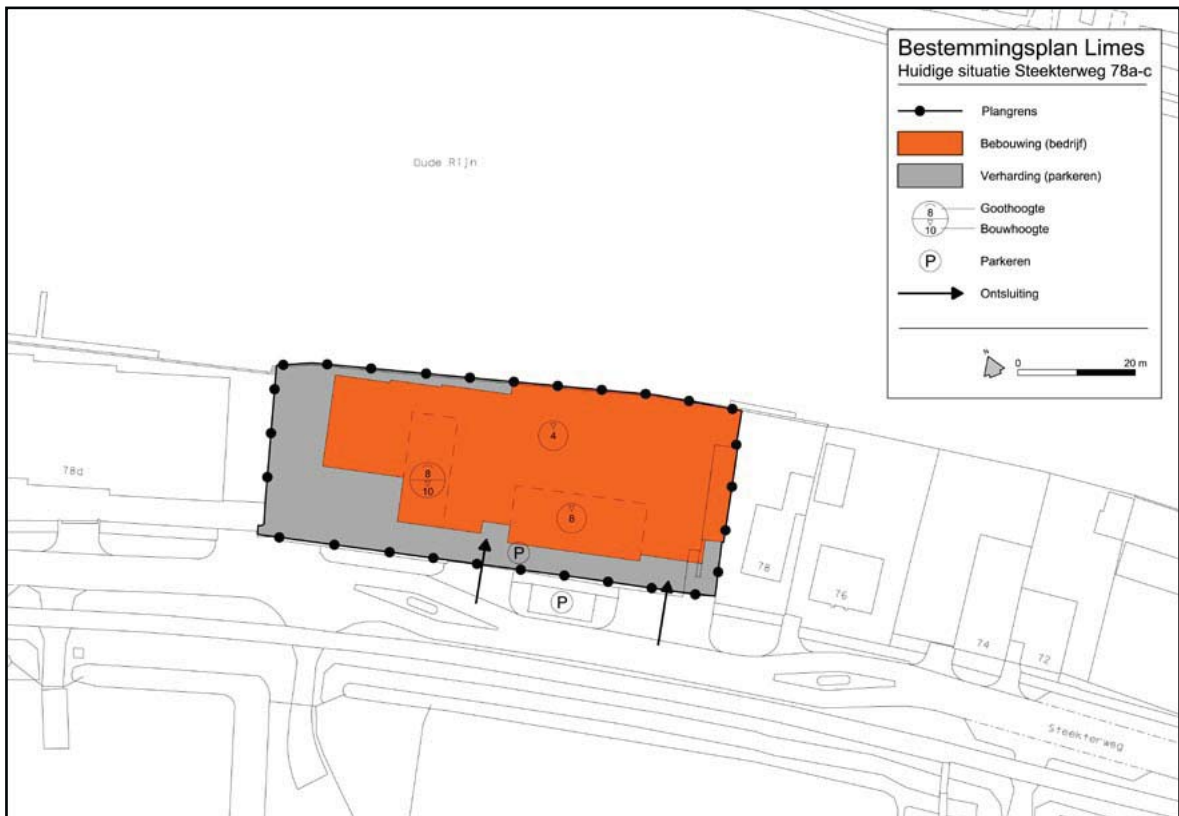 Bestemmingsplan Limes
Huidige situatie Steekterweg 78a-c
Plangrens
Bebouwing (bedrijf)
Verharding (parkeren)
8
10
Goothoogte
Bouwhoogte
P
Parkeren
Ontsluiting
N
0
20 m
Oude Rijn
4
78d
8
10
8
P
P
78
76
74
72
Steekterweg